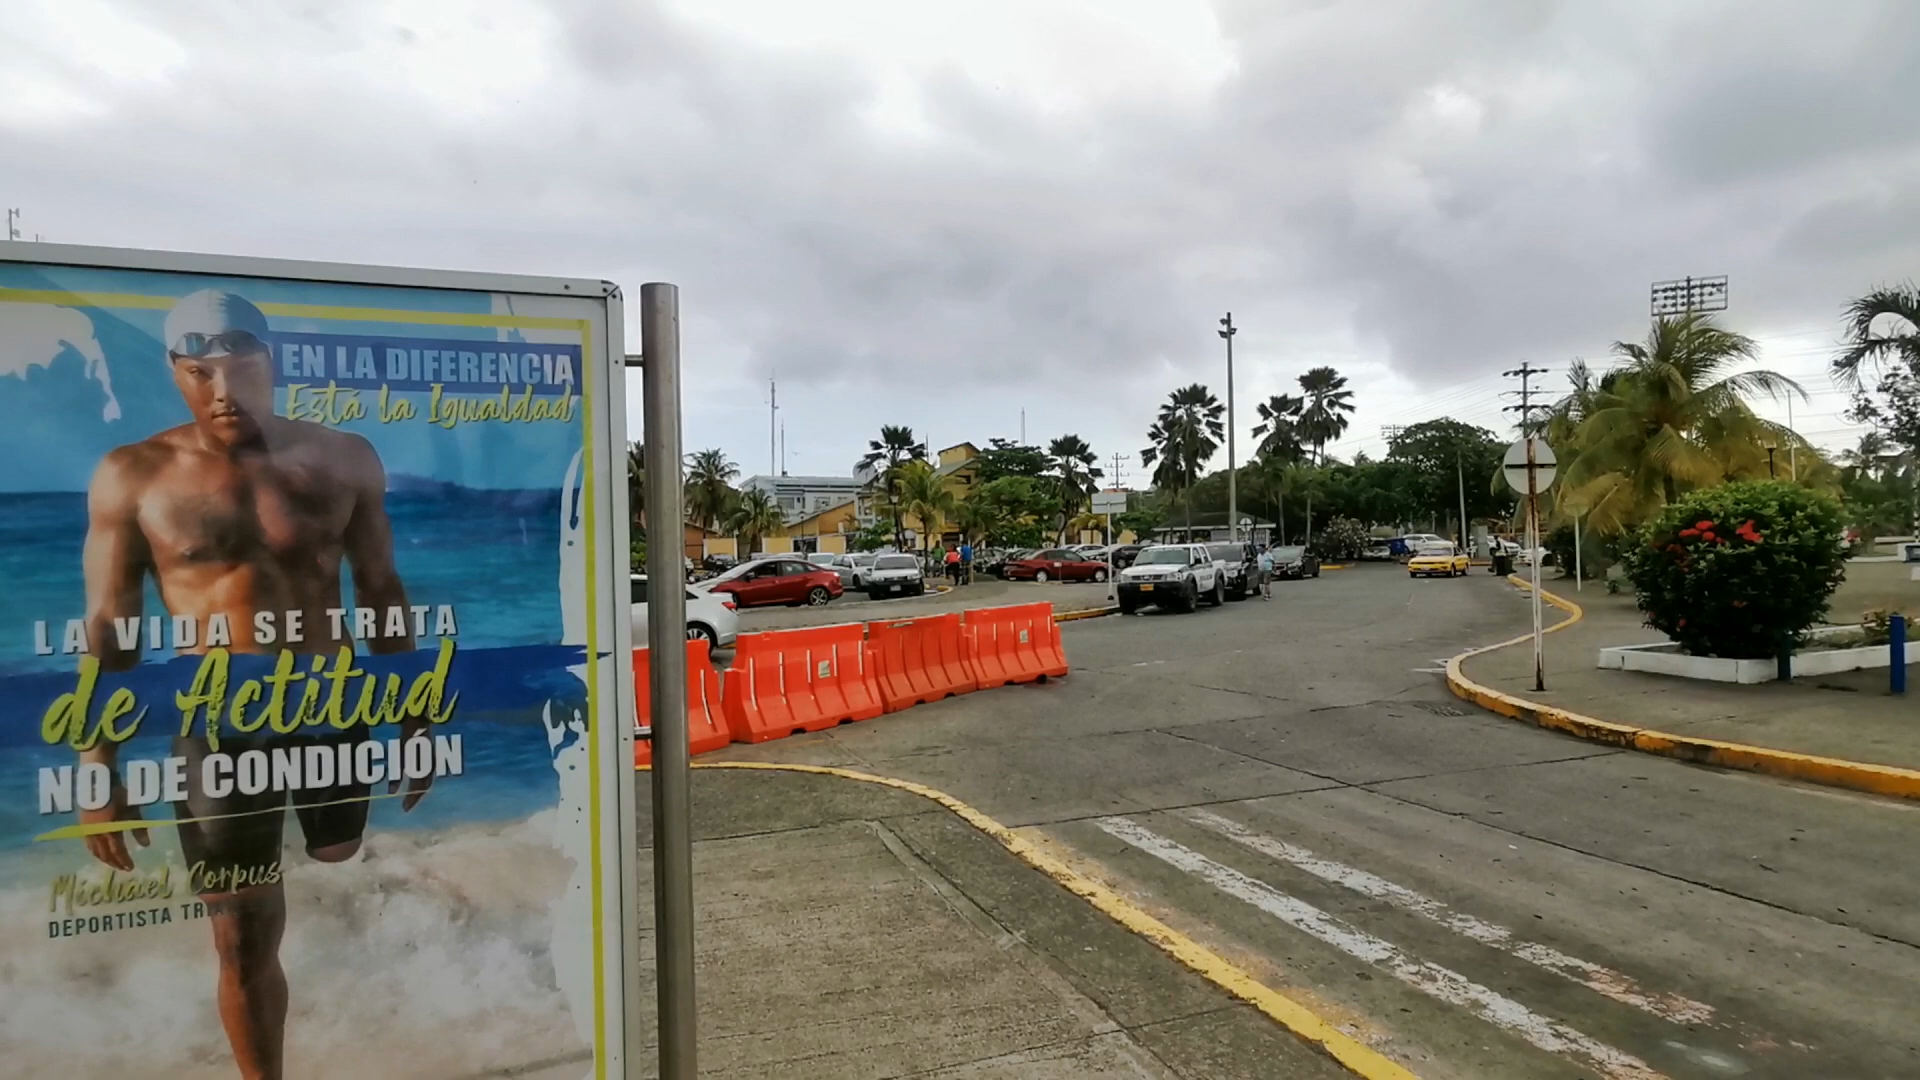 EN LA DIFERENCIA
Está la Igualdad
LA VIDA SE TRATA
de Actitud
NO DE CONDICIÓN
Michael Corpus
DEPORTISTA